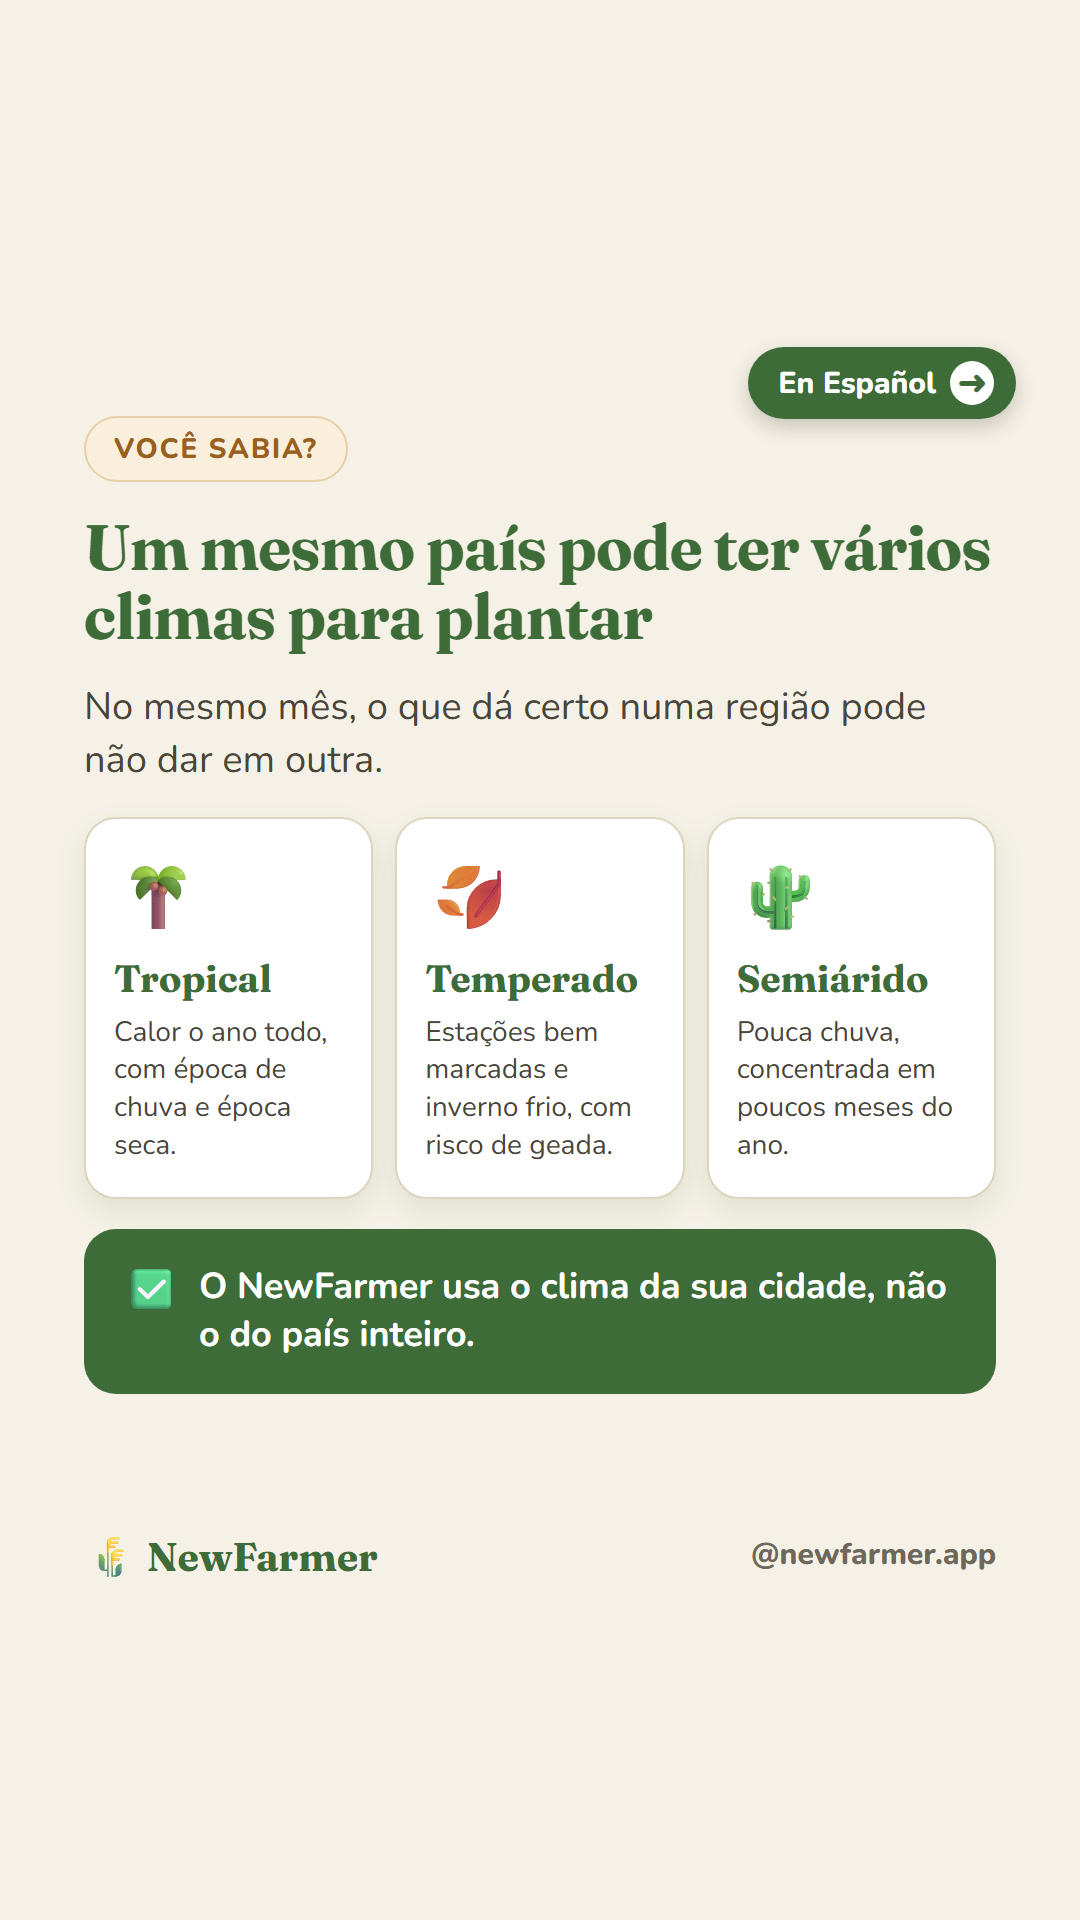 En Español
VOCÊ SABIA?
Um mesmo país pode ter vários
climas para plantar
No mesmo mês, o que dá certo numa região pode
não dar em outra.
Tropical
Calor o ano todo,
com época de
chuva e época
seca.
Temperado
Estações bem
marcadas e
inverno frio, com
risco de geada.
Semiárido
Pouca chuva,
concentrada em
poucos meses do
ano.
O NewFarmer usa o clima da sua cidade, não
o do país inteiro.
NewFarmer
@newfarmer.app